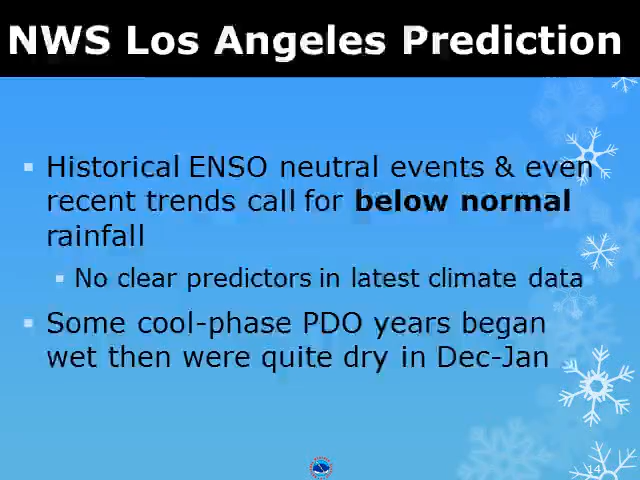 NWS Los Angeles Prediction
Historical ENSO neutral events & even
recent trends call for below normal
rainfall
No clear predictors in latest climate data
Some cool-phase PDO years began
wet then were quite dry in Dec-Jan
14